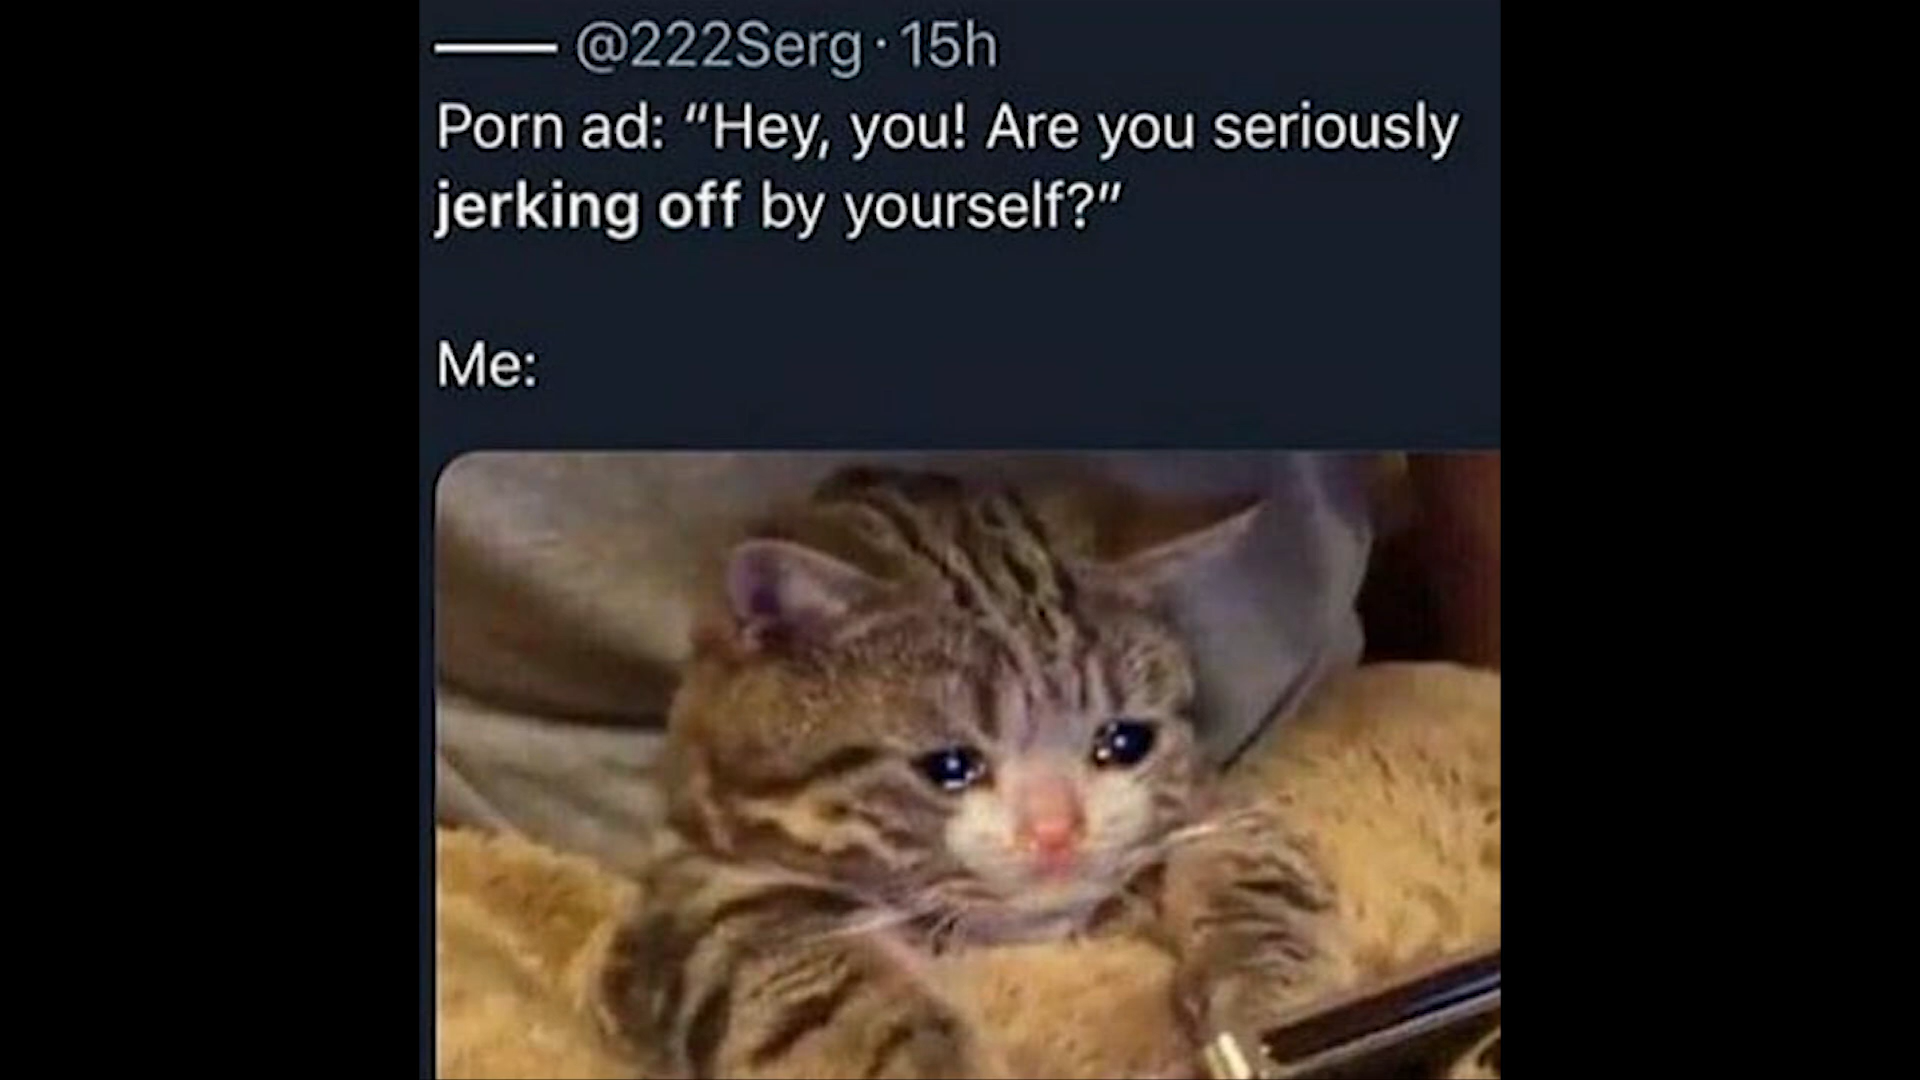 @222Serg · 15h
Porn ad: “Hey, you! Are you seriously
jerking off by yourself?”
Me: